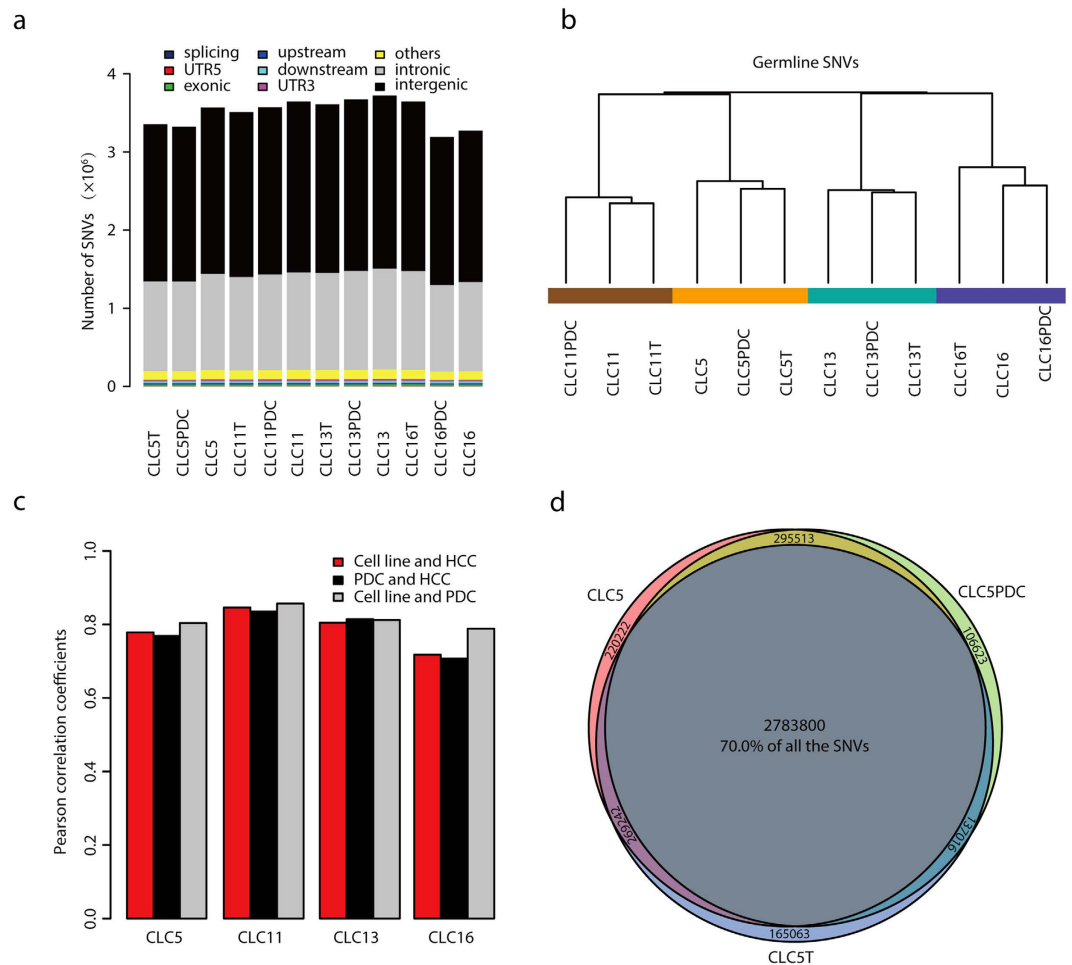 a
splicing
upstream
others
UTR5
downstream
intronic
exonic
UTR3
intergenic
Number of SNVs (×10⁶)
4
3
2
1
0
CLC5T
CLC5PDC
CLC5
CLC11T
CLC11PDC
CLC11
CLC13T
CLC13PDC
CLC13
CLC16T
CLC16PDC
CLC16
b
Germline SNVs
CLC11PDC
CLC11
CLC11T
CLC5
CLC5PDC
CLC5T
CLC13
CLC13PDC
CLC13T
CLC16T
CLC16
CLC16PDC
c
Cell line and HCC
PDC and HCC
Cell line and PDC
Pearson correlation coefficients
1.0
0.8
0.6
0.4
0.2
0.0
CLC5
CLC11
CLC13
CLC16
d
295513
CLC5
CLC5PDC
220222
106623
2783800
70.0% of all the SNVs
269242
137016
165063
CLC5T